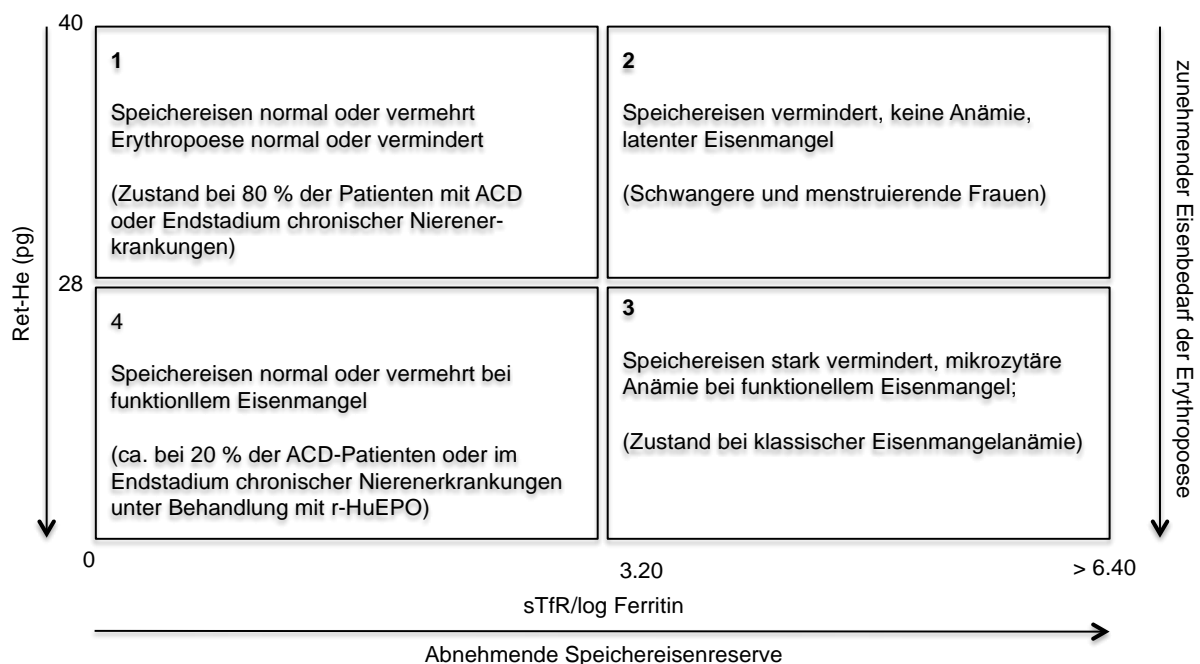 40
1
Speichereisen normal oder vermehrt
Erythropoese normal oder vermindert
(Zustand bei 80 % der Patienten mit ACD
oder Endstadium chronischer Nierener-
krankungen)
2
Speichereisen vermindert, keine Anämie,
latenter Eisenmangel
(Schwangere und menstruierende Frauen)
Ret-He (pg)
zunehmender Eisenbedarf der Erythropoese
28
4
Speichereisen normal oder vermehrt bei
funktionllem Eisenmangel
(ca. bei 20 % der ACD-Patienten oder im
Endstadium chronischer Nierenerkrankungen
unter Behandlung mit r-HuEPO)
3
Speichereisen stark vermindert, mikrozytäre
Anämie bei funktionellem Eisenmangel;
(Zustand bei klassischer Eisenmangelanämie)
0
3.20
> 6.40
sTfR/log Ferritin
Abnehmende Speichereisenreserve